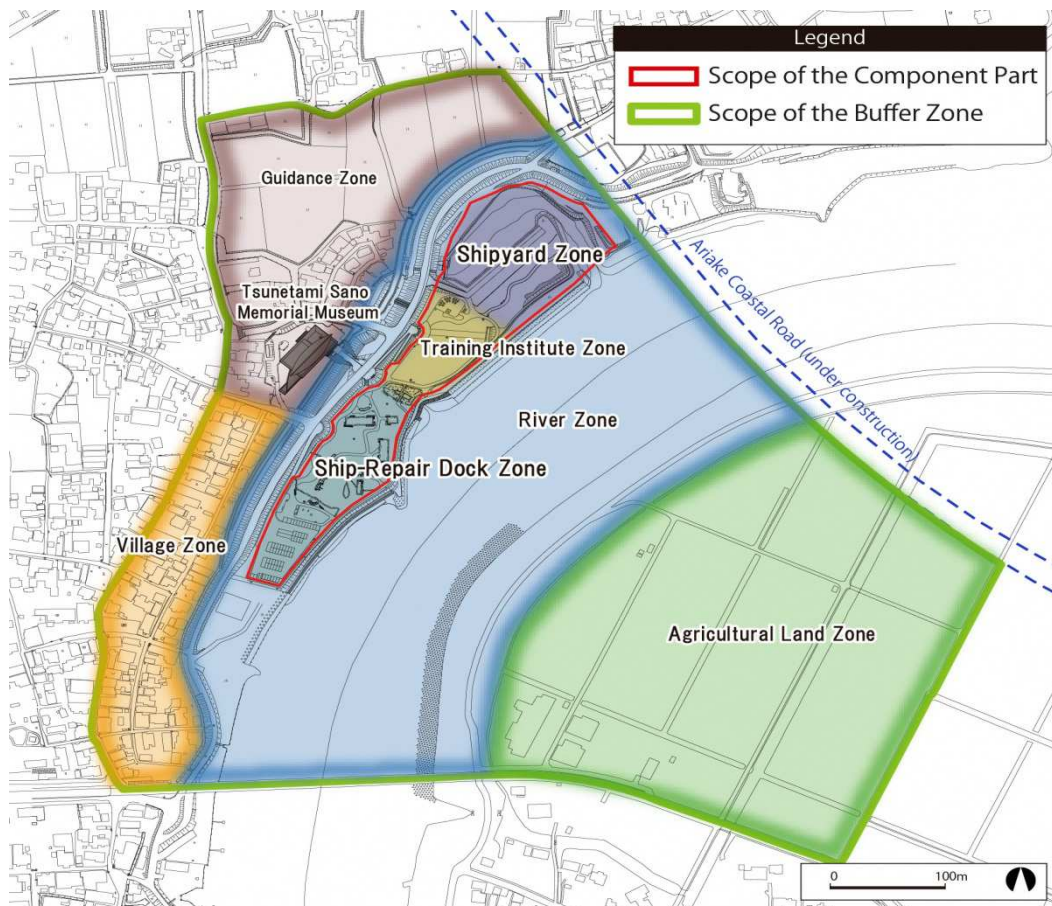 Legend
Scope of the Component Part
Scope of the Buffer Zone
Guidance Zone
Shipyard Zone
Tsunetami Sano
Memorial Museum
Training Institute Zone
Ariake Coastal Road (under construction)
River Zone
Ship-Repair Dock Zone
Village Zone
Agricultural Land Zone
0
100m